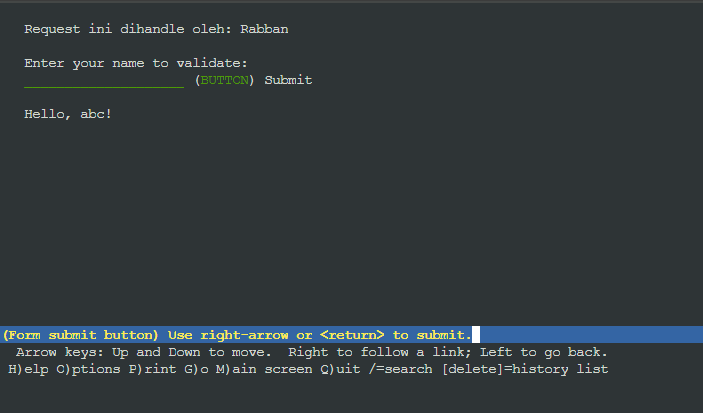 Request ini dihandle oleh: Rabban
Enter your name to validate:
____________________ (BUTTON) Submit
Hello, abc!
(Form submit button) Use right-arrow or <return> to submit.
Arrow keys: Up and Down to move. Right to follow a link; Left to go back.
H)elp O)ptions P)rint G)o M)ain screen Q)uit /=search [delete]=history list